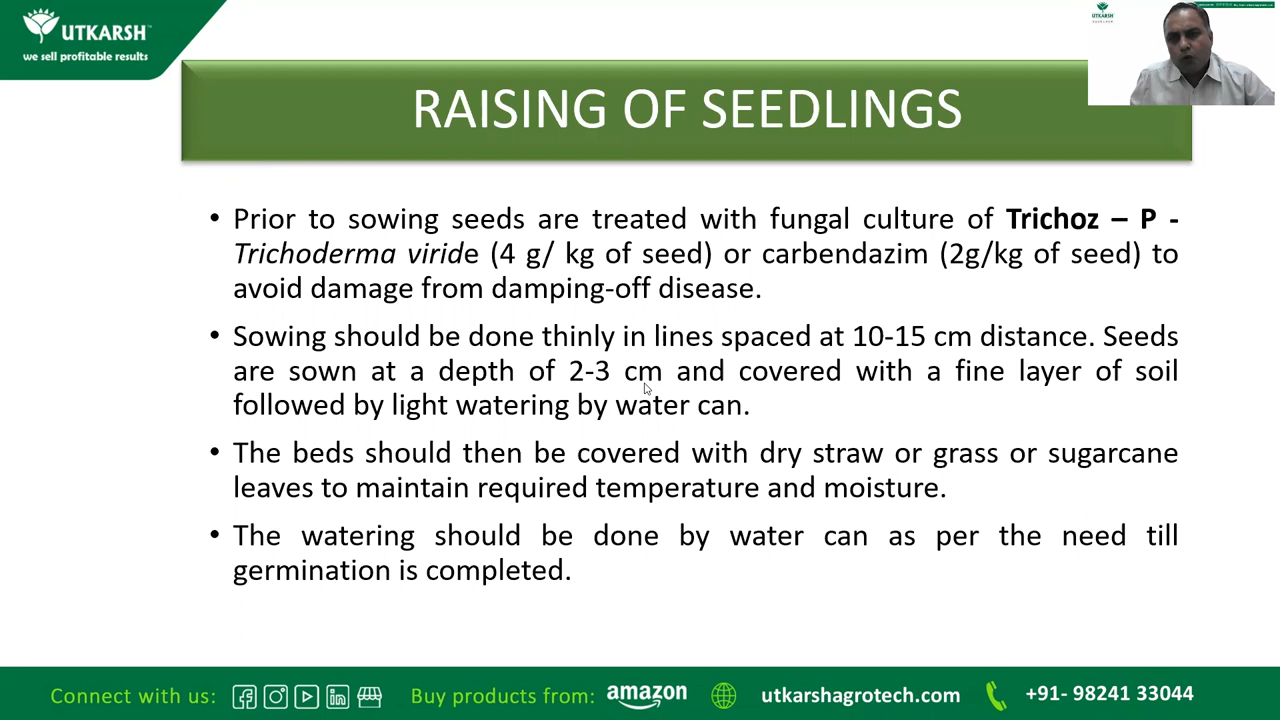 UTKARSH™
we sell profitable results
UTKARSH
RAISING OF SEEDLINGS
• Prior to sowing seeds are treated with fungal culture of Trichoz – P -
Trichoderma viride (4 g/ kg of seed) or carbendazim (2g/kg of seed) to
avoid damage from damping-off disease.
• Sowing should be done thinly in lines spaced at 10-15 cm distance. Seeds
are sown at a depth of 2-3 cm and covered with a fine layer of soil
followed by light watering by water can.
• The beds should then be covered with dry straw or grass or sugarcane
leaves to maintain required temperature and moisture.
• The watering should be done by water can as per the need till
germination is completed.
Connect with us: Buy products from: amazon utkarshagrotech.com +91- 98241 33044